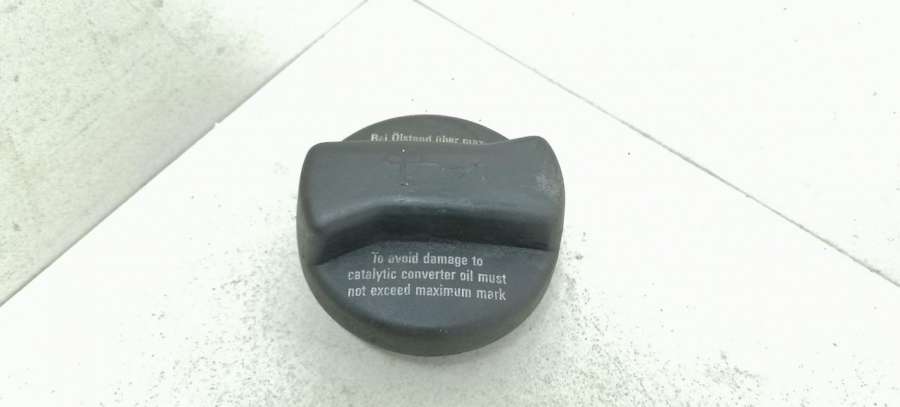 Bei Ölstand über max
To avoid damage to
catalytic converter oil must
not exceed maximum mark